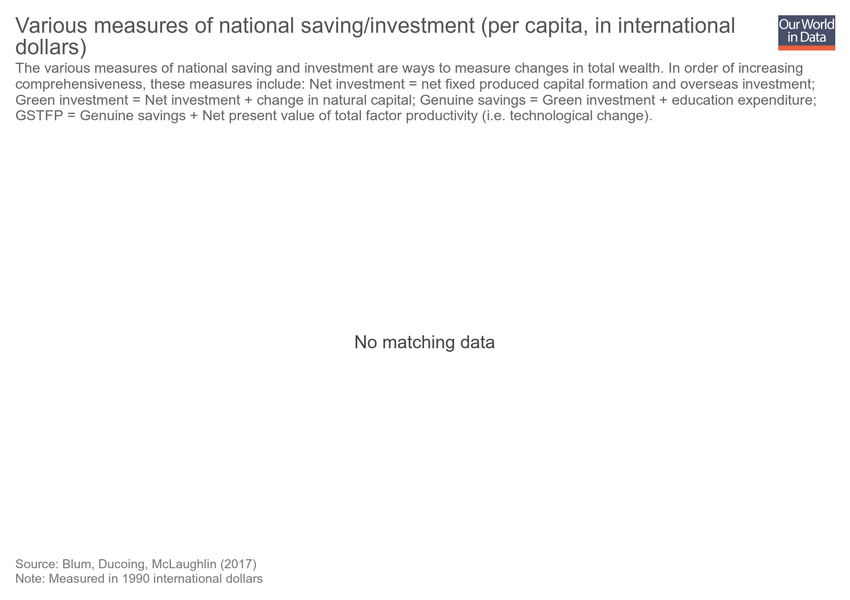 Various measures of national saving/investment (per capita, in international
dollars)
Our World
in Data
The various measures of national saving and investment are ways to measure changes in total wealth. In order of increasing
comprehensiveness, these measures include: Net investment = net fixed produced capital formation and overseas investment;
Green investment = Net investment + change in natural capital; Genuine savings = Green investment + education expenditure;
GSTFP = Genuine savings + Net present value of total factor productivity (i.e. technological change).
No matching data
Source: Blum, Ducoing, McLaughlin (2017)
Note: Measured in 1990 international dollars